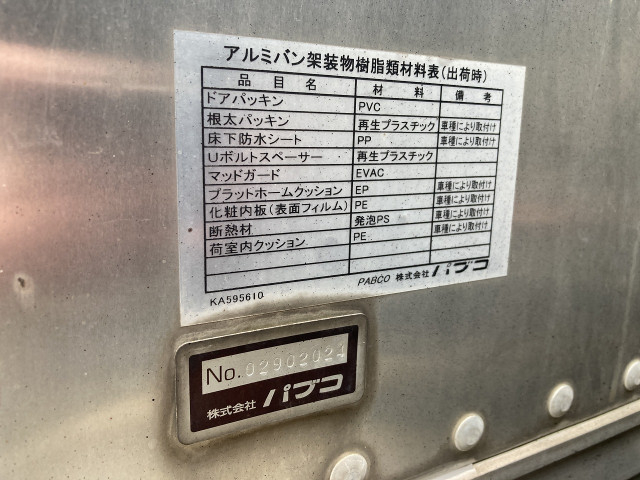 アルミバン架装物樹脂類材料表(出荷時)
品目名 材料 備考
ドアパッキン PVC
根太パッキン 再生プラスチック 車種により取付け
床下防水シート PP 車種により取付け
Uボルトスペーサー 再生プラスチック
マッドガード EVAC
プラットホームクッション EP 車種により取付け
化粧内板(表面フィルム) PE 車種により取付け
断熱材 発泡PS 車種により取付け
荷室内クッション PE
KA595610 PABCO 株式会社パブコ
No. 02902024
株式会社 パブコ